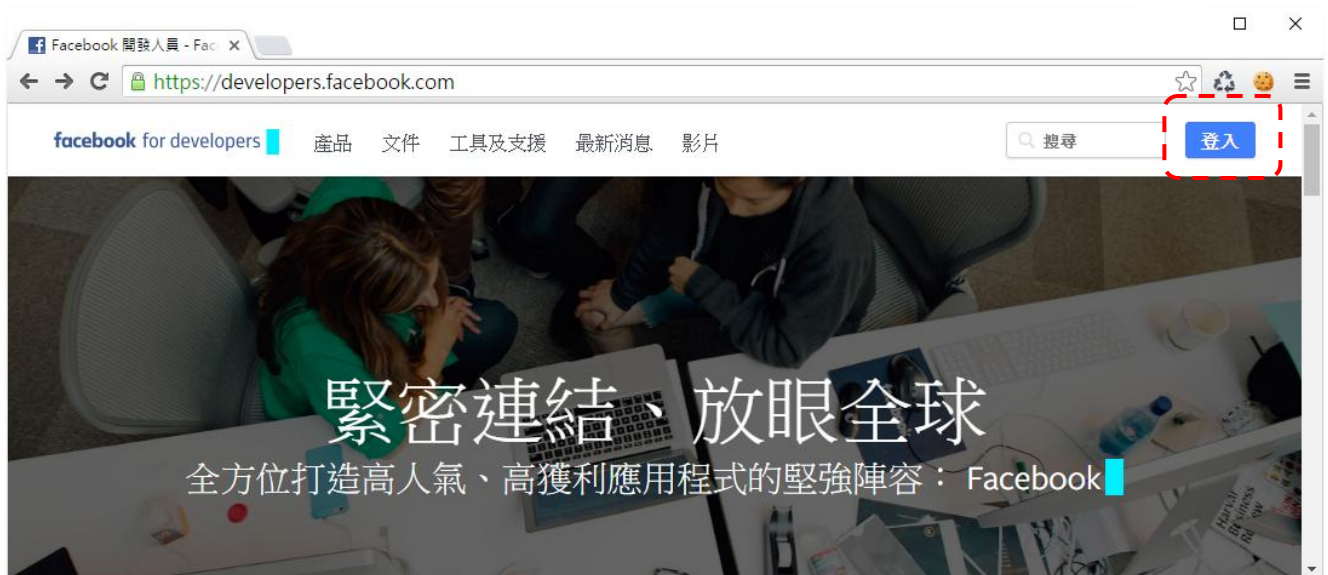 Facebook 開發人員 - Fac
https://developers.facebook.com
facebook for developers 產品 文件 工具及支援 最新消息 影片 搜尋 登入
緊密連結、放眼全球
全方位打造高人氣、高獲利應用程式的堅強陣容： Facebook
Harvard
Business
Review